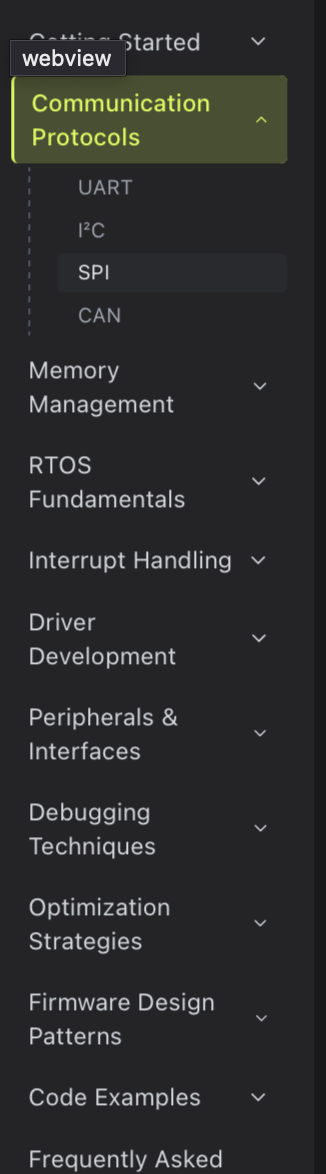 Getting Started
webview
Communication
Protocols
UART
I²C
SPI
CAN
Memory
Management
RTOS
Fundamentals
Interrupt Handling
Driver
Development
Peripherals &
Interfaces
Debugging
Techniques
Optimization
Strategies
Firmware Design
Patterns
Code Examples
Frequently Asked